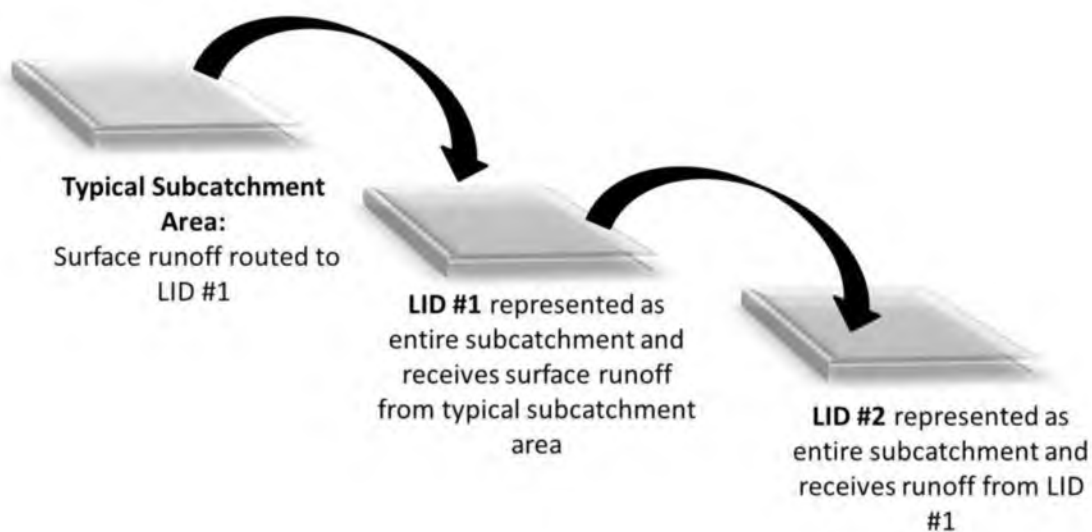 Typical Subcatchment
Area:
Surface runoff routed to
LID #1
LID #1 represented as
entire subcatchment and
receives surface runoff
from typical subcatchment
area
LID #2 represented as
entire subcatchment and
receives runoff from LID
#1